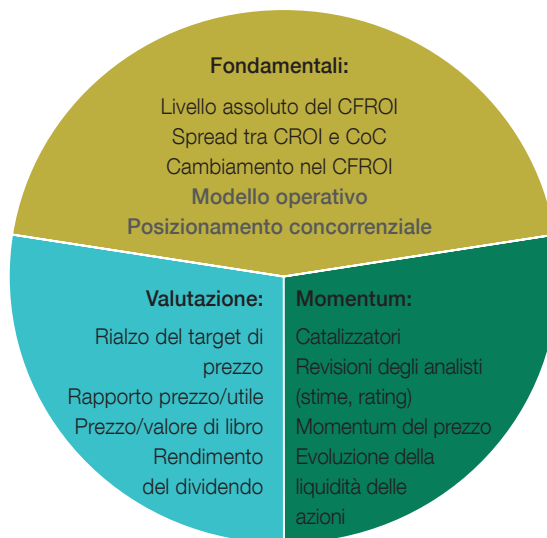 Fondamentali:
Livello assoluto del CFROI
Spread tra CROI e CoC
Cambiamento nel CFROI
Modello operativo
Posizionamento concorrenziale
Valutazione:
Rialzo del target di
prezzo
Rapporto prezzo/utile
Prezzo/valore di libro
Rendimento
del dividendo
Momentum:
Catalizzatori
Revisioni degli analisti
(stime, rating)
Momentum del prezzo
Evoluzione della
liquidità delle
azioni